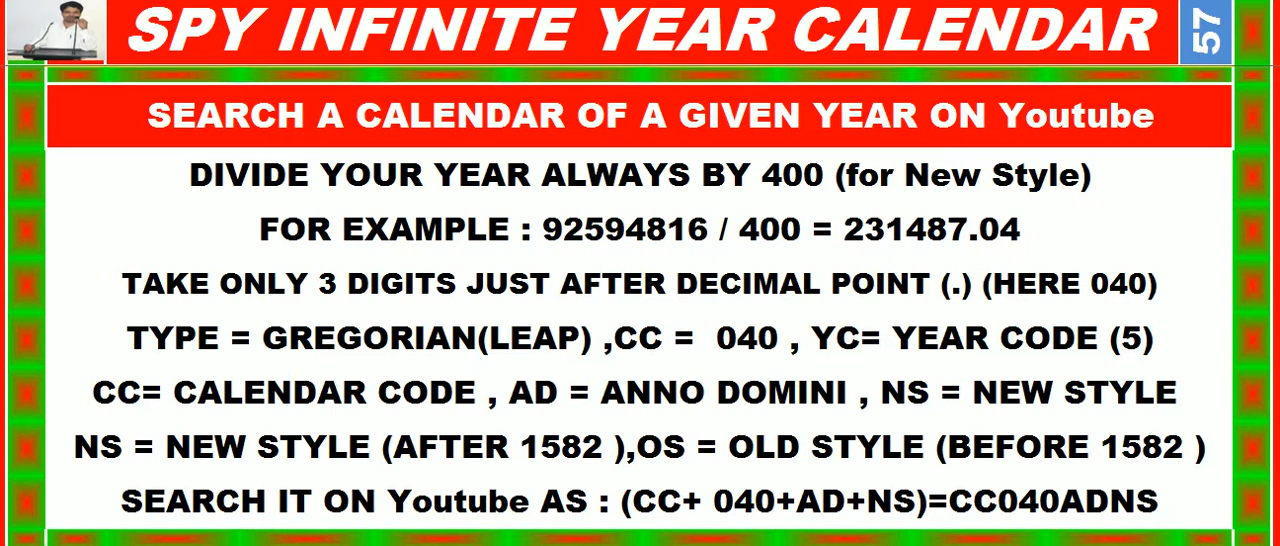 SPY INFINITE YEAR CALENDAR
57
SEARCH A CALENDAR OF A GIVEN YEAR ON Youtube
DIVIDE YOUR YEAR ALWAYS BY 400 (for New Style)
FOR EXAMPLE : 92594816 / 400 = 231487.04
TAKE ONLY 3 DIGITS JUST AFTER DECIMAL POINT (.) (HERE 040)
TYPE = GREGORIAN(LEAP) ,CC = 040 , YC= YEAR CODE (5)
CC= CALENDAR CODE , AD = ANNO DOMINI , NS = NEW STYLE
NS = NEW STYLE (AFTER 1582 ),OS = OLD STYLE (BEFORE 1582 )
SEARCH IT ON Youtube AS : (CC+ 040+AD+NS)=CC040ADNS